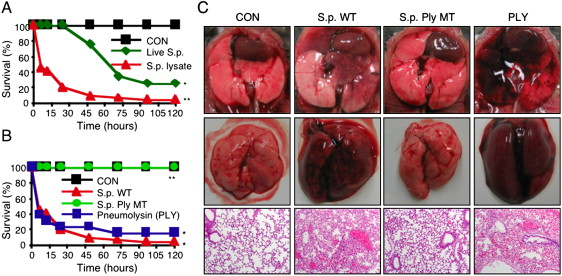 A
Survival (%)
100
80
60
40
20
0
CON
Live S.p.
S.p. lysate
*
**
0 15 30 45 60 75 90 105 120
Time (hours)
B
Survival (%)
100
80
60
40
20
0
**
CON
S.p. WT
S.p. Ply MT
Pneumolysin (PLY)
*
*
0 15 30 45 60 75 90 105 120
Time (hours)
C
CON S.p. WT S.p. Ply MT PLY